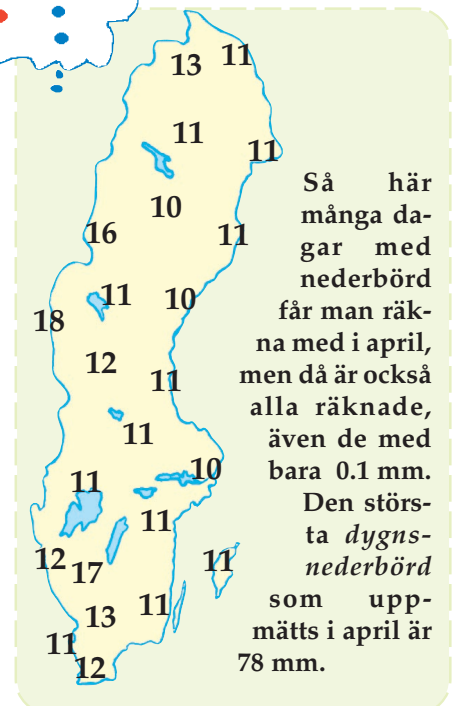 13 11
11
11
10
16
11
11
10
18
12
11
11
10
11
11
12
17
11
11
13
11
12
Så här
många da-
gar med
nederbörd
får man räk-
na med i april,
men då är också
alla räknade,
även de med
bara 0.1 mm.
Den störs-
ta dygns-
nederbörd
som upp-
mätts i april är
78 mm.